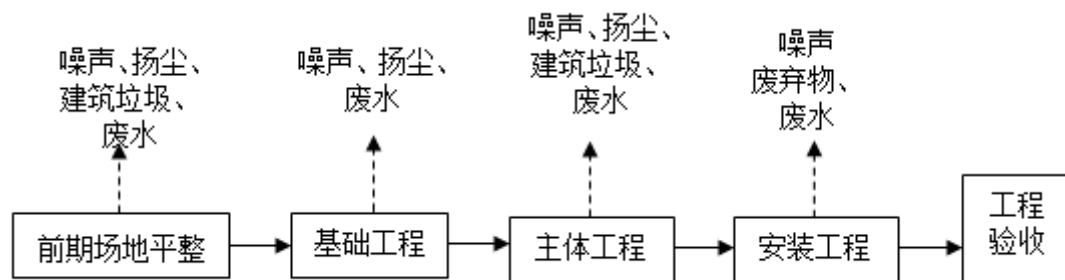 噪声、扬尘、
建筑垃圾、
废水
噪声、扬尘、
废水
噪声、扬尘、
建筑垃圾、
废水
噪声
废弃物、
废水
前期场地平整
基础工程
主体工程
安装工程
工程
验收